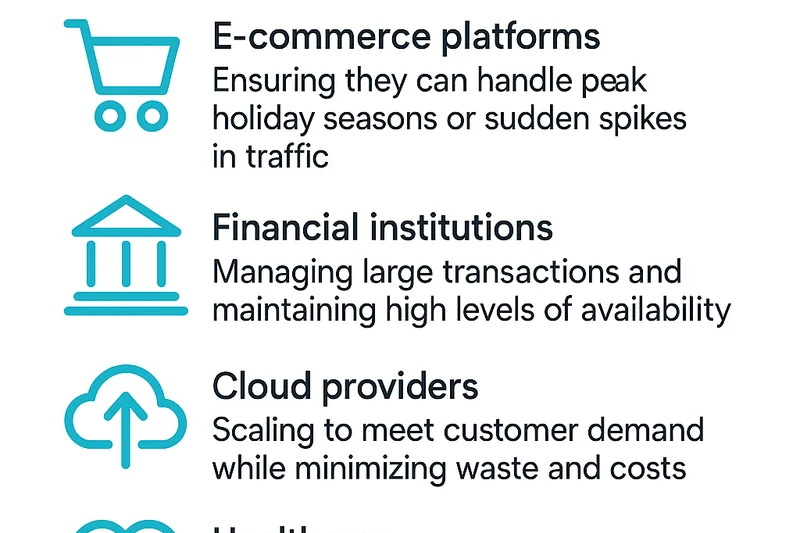 E-commerce platforms
Ensuring they can handle peak
holiday seasons or sudden spikes
in traffic
Financial institutions
Managing large transactions and
maintaining high levels of availability
Cloud providers
Scaling to meet customer demand
while minimizing waste and costs